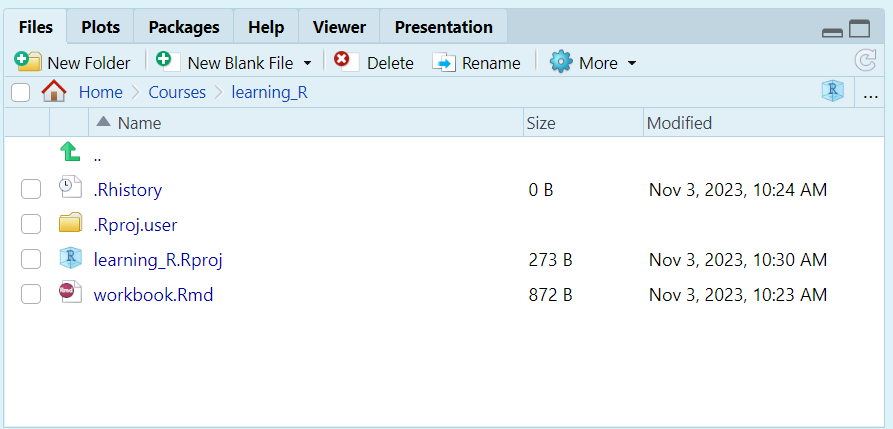 Files Plots Packages Help Viewer Presentation
New Folder New Blank File Delete Rename More
Home Courses learning_R R ...
Name Size Modified
..
.Rhistory 0 B Nov 3, 2023, 10:24 AM
.Rproj.user
R learning_R.Rproj 273 B Nov 3, 2023, 10:30 AM
Rmd workbook.Rmd 872 B Nov 3, 2023, 10:23 AM